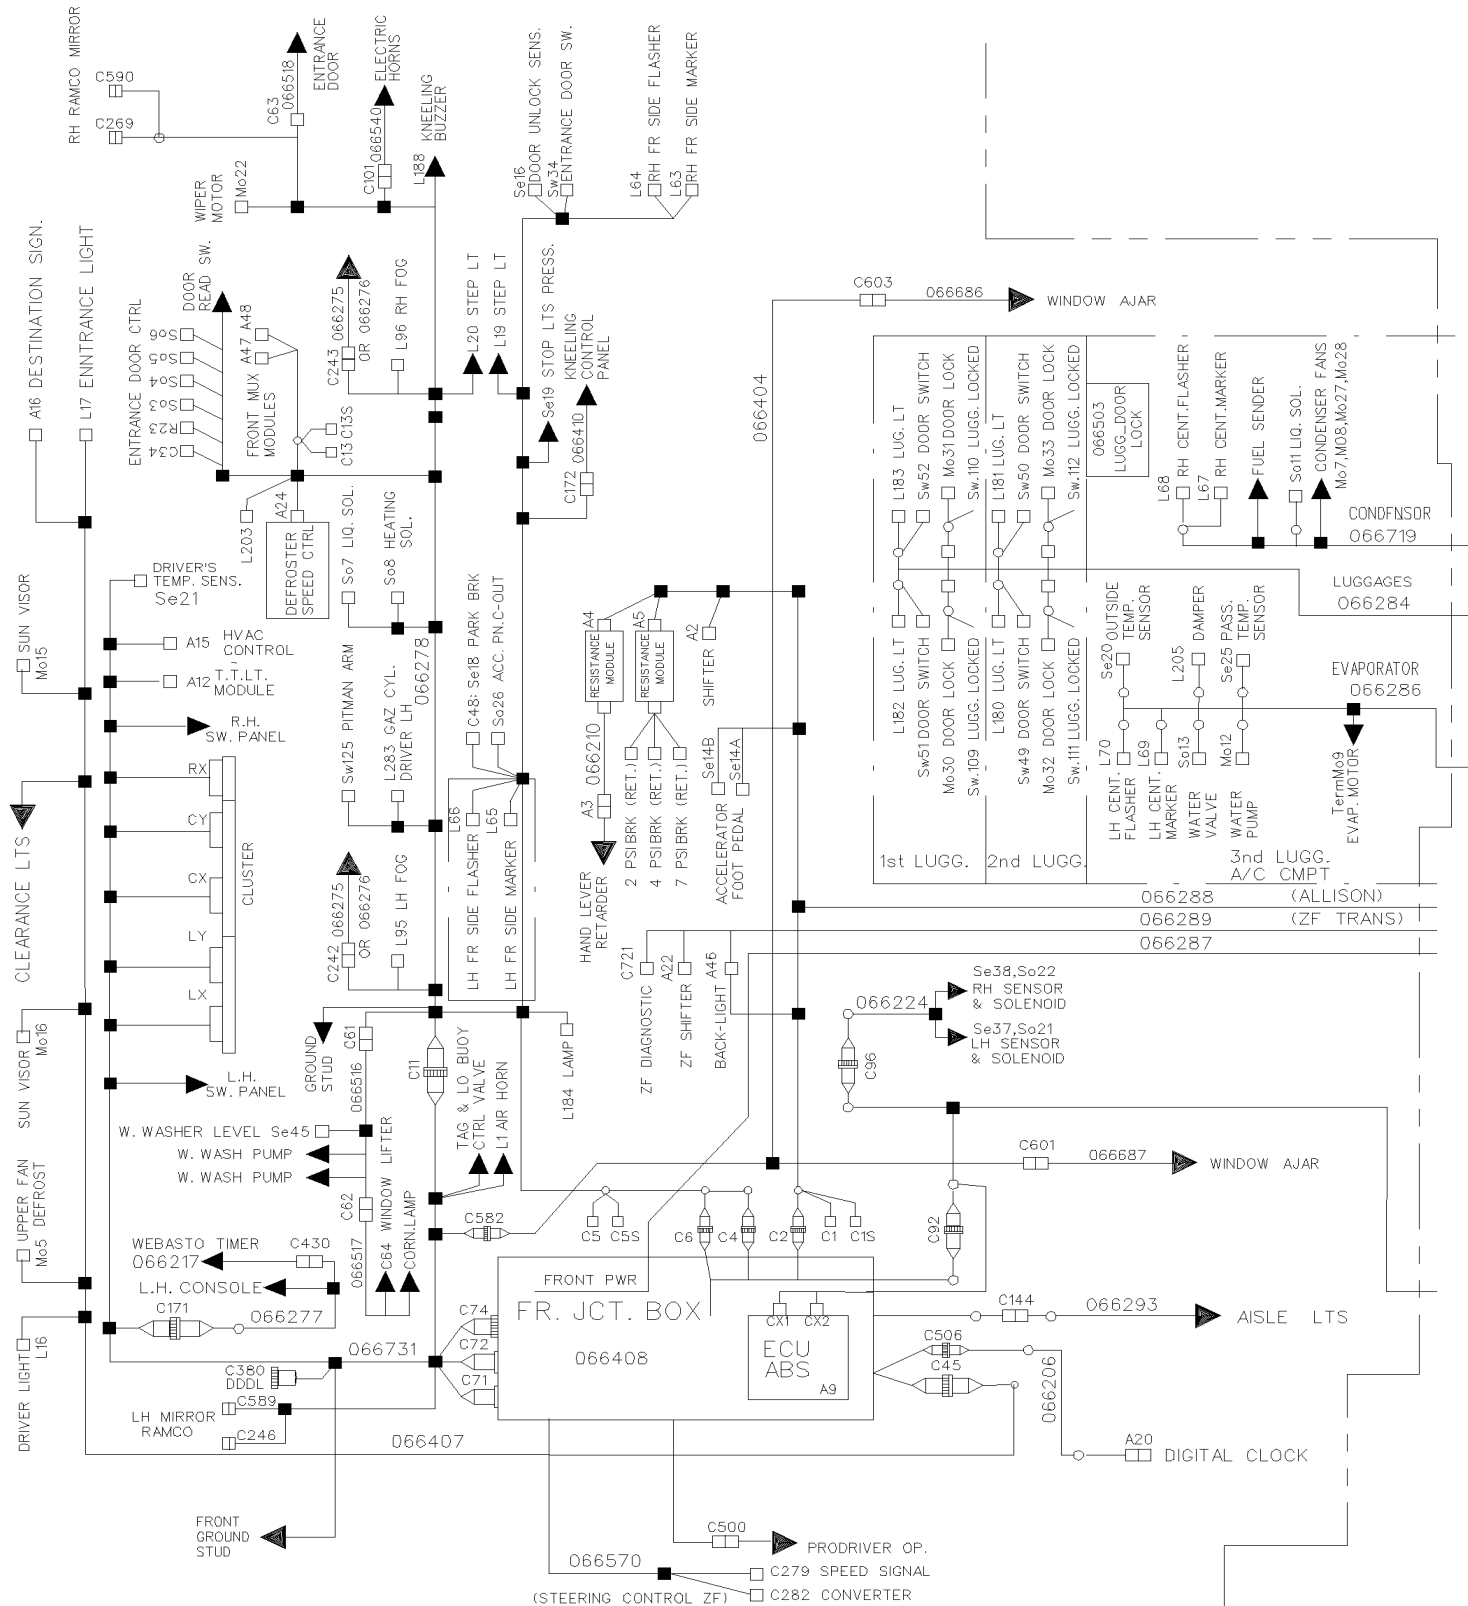 RH RAMCO MIRROR
C590
C269
C63
066518
ENTRANCE
DOOR
C101
066540
ELECTRIC
HORNS
L188
KNEELING
BUZZER
WIPER
MOTOR
Mo22
Se16
DOOR UNLOCK SENS.
Sw34
ENTRANCE DOOR SW.
L64
RH FR SIDE FLASHER
L63
RH FR SIDE MARKER
A16 DESTINATION SIGN.
L17 ENNTRANCE LIGHT
ENTRANCE DOOR CTRL
So6
So5
So4
So3
R23
C34
DOOR
READ SW.
FRONT MUX
MODULES
A47
A48
C13
C13S
C243
066275
OR 066276
L96 RH FOG
L20 STEP LT
L19 STEP LT
Se19 STOP LTS PRESS.
KNEELING
CONTROL
PANEL
C172
066410
L203
A24
DEFROSTER
SPEED CTRL
So7 LIQ. SOL.
So8 HEATING
SOL.
C603
066686
WINDOW AJAR
066404
L183 LUG. LT
Sw52 DOOR SWITCH
Mo31 DOOR LOCK
Sw.110 LUGG. LOCKED
L181 LUG. LT
Sw50 DOOR SWITCH
Mo33 DOOR LOCK
Sw.112 LUGG. LOCKED
066503
LUGG_DOOR
LOCK
L68
RH CENT.FLASHER
L67
RH CENT.MARKER
FUEL SENDER
So11 LIQ. SOL.
CONDENSER FANS
Mo7,M08,Mo27,Mo28
CONDENSOR
066719
LUGGAGES
066284
EVAPORATOR
066286
L182 LUG. LT
Sw51 DOOR SWITCH
Mo30 DOOR LOCK
Sw.109 LUGG. LOCKED
L180 LUG. LT
Sw49 DOOR SWITCH
Mo32 DOOR LOCK
Sw.111 LUGG. LOCKED
Se20 OUTSIDE
TEMP.
SENSOR
L205
DAMPER
Se25 PASS.
TEMP.
SENSOR
L70
LH CENT.
FLASHER
L69
LH CENT.
MARKER
So13
WATER
VALVE
Mo12
WATER
PUMP
TermMo9
EVAP. MOTOR
1st LUGG.
2nd LUGG.
3nd LUGG.
A/C CMPT
066288 (ALLISON)
066289 (ZF TRANS)
066287
SUN VISOR
Mo15
DRIVER'S
TEMP. SENS.
Se21
A15
HVAC
CONTROL
A12
T.T.LT.
MODULE
R.H.
SW. PANEL
CLEARANCE LTS
RX
CY
CX
LY
LX
CLUSTER
L.H.
SW. PANEL
SUN VISOR
Mo16
066278
Sw125 PITMAN ARM
L283 GAZ CYL.
DRIVER LH
C48; Se18 PARK BRK
So26 ACC. PN.C-OUT
L66
LH FR SIDE FLASHER
L65
LH FR SIDE MARKER
C242
066275
OR 066276
L95 LH FOG
A4
RESISTANCE
MODULE
A5
RESISTANCE
MODULE
A2
SHIFTER
A3
066210
HAND LEVER
RETARDER
2 PSIBRK (RET.)
4 PSIBRK (RET.)
7 PSIBRK (RET.)
Se14B
Se14A
ACCELERATOR
FOOT PEDAL
C721
ZF DIAGNOSTIC
A22
ZF SHIFTER
A46
BACK-LIGHT
Se38,So22
RH SENSOR
& SOLENOID
066224
Se37,So21
LH SENSOR
& SOLENOID
C96
GROUND
STUD
C61
066516
C11
L184 LAMP
TAG & LO BUOY
CTRL VALVE
L1 AIR HORN
W. WASHER LEVEL Se45
W. WASH PUMP
W. WASH PUMP
C62
066517
C64 WINDOW LIFTER
CORN.LAMP
C601
066687
WINDOW AJAR
UPPER FAN
Mo5 DEFROST
WEBASTO TIMER
066217
C430
L.H. CONSOLE
C171
066277
C582
C5
C5S
C6
C4
C2
C1
C1S
C92
FRONT PWR
FR. JCT. BOX
066408
CX1
CX2
ECU
ABS
A9
C74
C72
C71
066731
C144
066293
AISLE LTS
C506
C45
066206
A20
DIGITAL CLOCK
DRIVER LIGHT
L16
C380
DDDL
C589
LH MIRROR
RAMCO
C246
066407
FRONT
GROUND
STUD
C500
PRODRIVER OP.
066570
C279 SPEED SIGNAL
(STEERING CONTROL ZF)
C282 CONVERTER